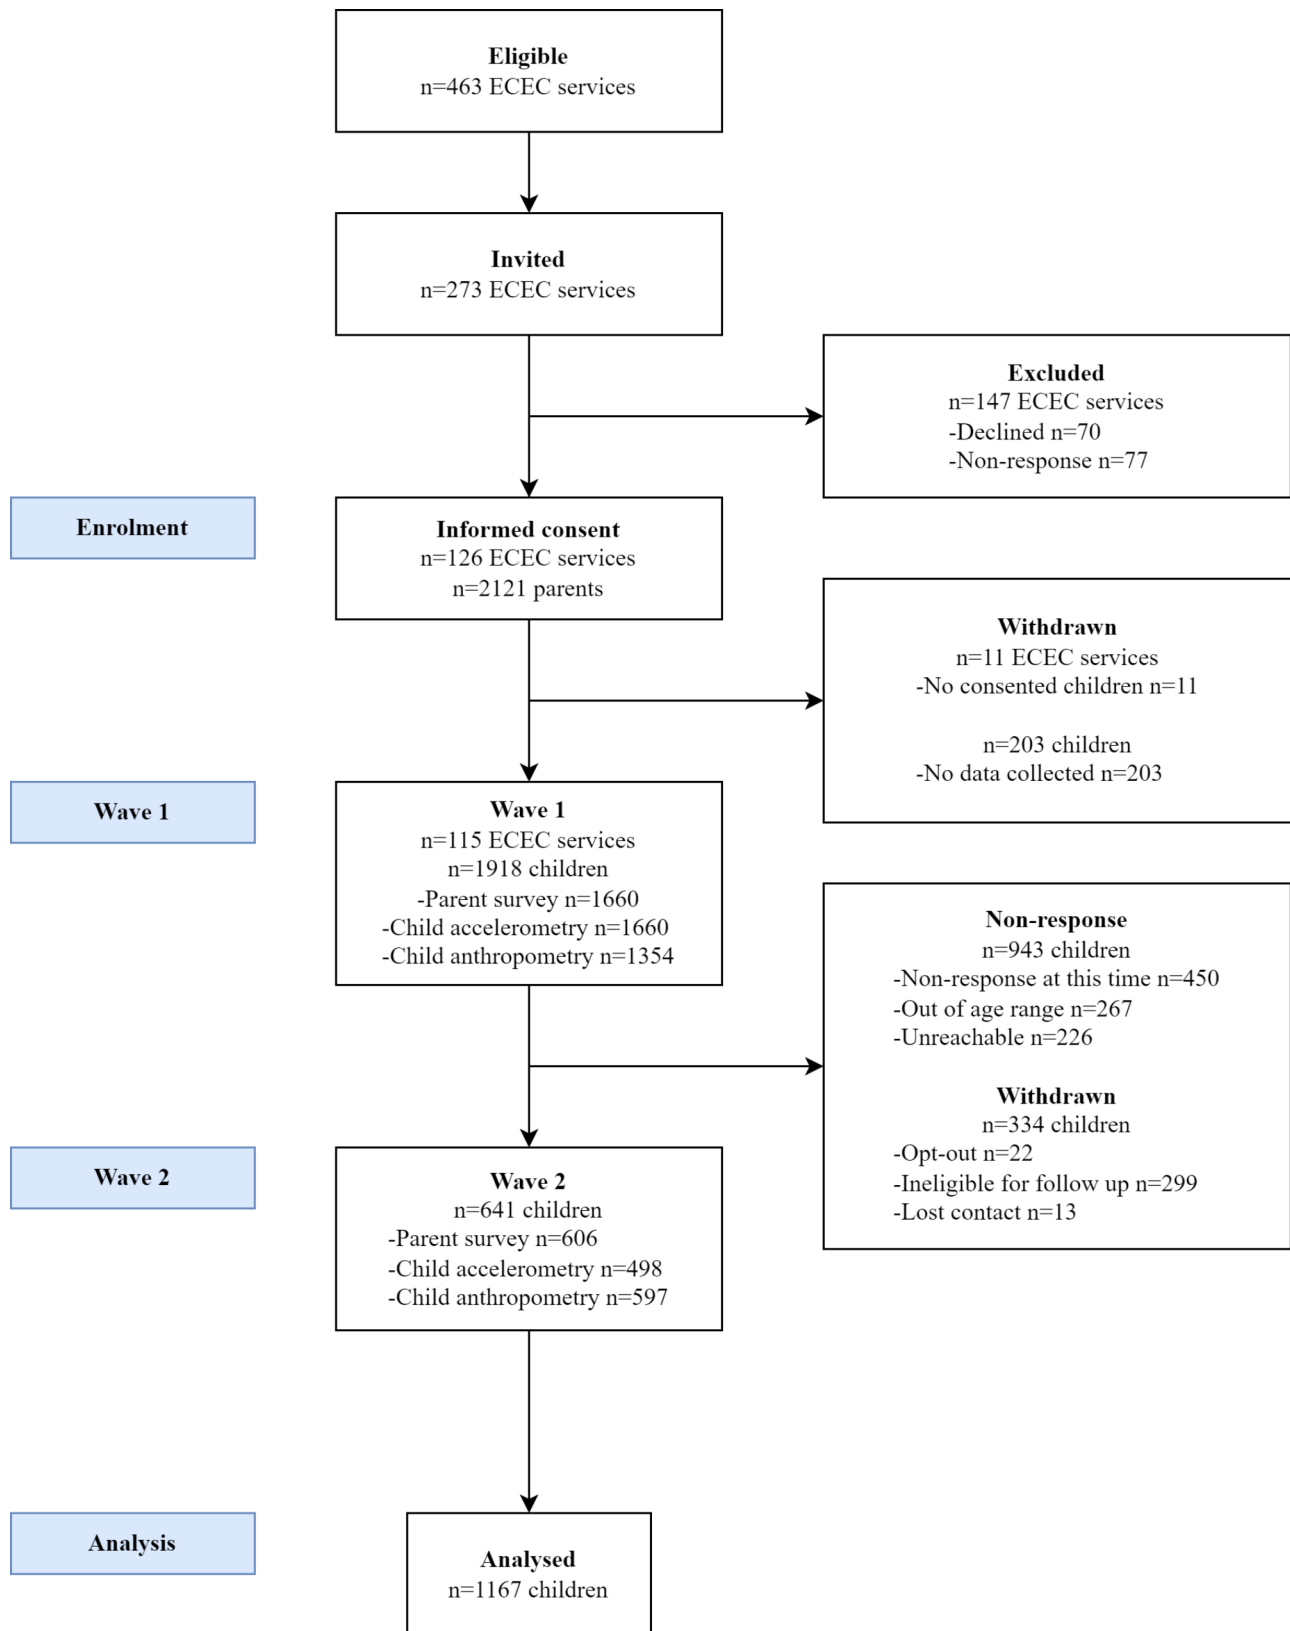 Eligible
n=463 ECEC services
Invited
n=273 ECEC services
Excluded
n=147 ECEC services
-Declined n=70
-Non-response n=77
Enrolment
Informed consent
n=126 ECEC services
n=2121 parents
Withdrawn
n=11 ECEC services
-No consented children n=11
n=203 children
-No data collected n=203
Wave 1
Wave 1
n=115 ECEC services
n=1918 children
-Parent survey n=1660
-Child accelerometry n=1660
-Child anthropometry n=1354
Non-response
n=943 children
-Non-response at this time n=450
-Out of age range n=267
-Unreachable n=226
Withdrawn
n=334 children
-Opt-out n=22
-Ineligible for follow up n=299
-Lost contact n=13
Wave 2
Wave 2
n=641 children
-Parent survey n=606
-Child accelerometry n=498
-Child anthropometry n=597
Analysis
Analysed
n=1167 children